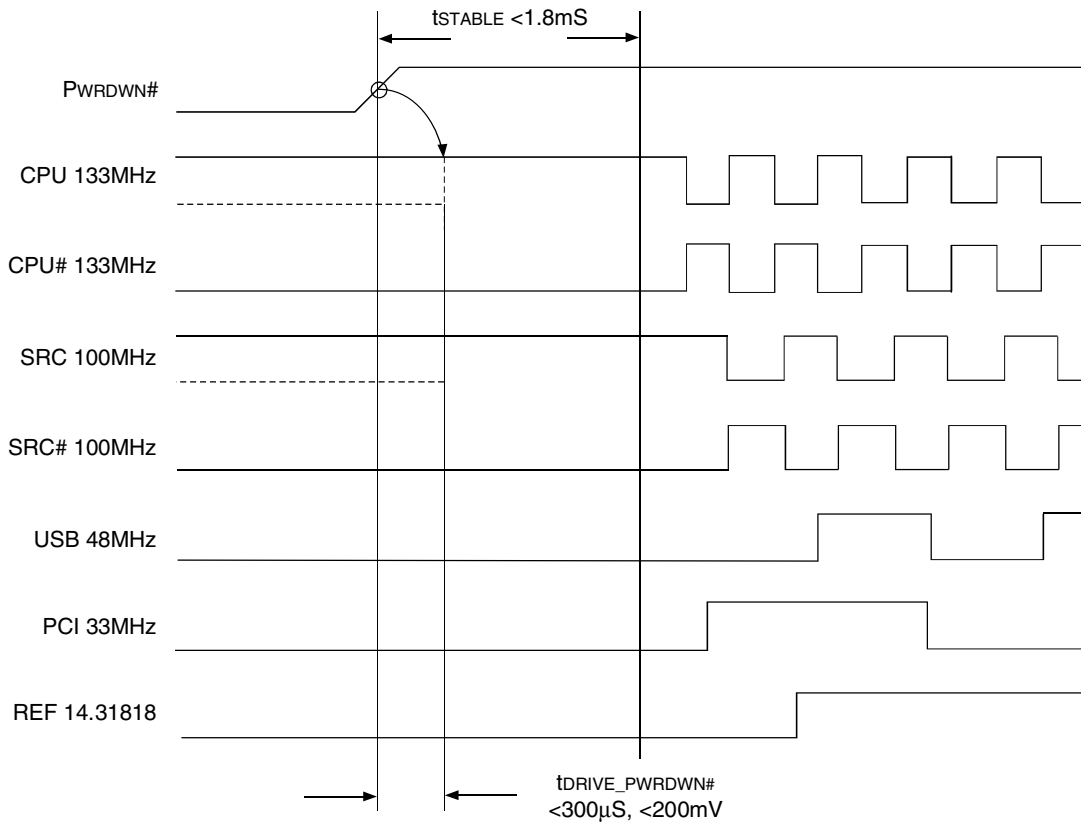 tSTABLE <1.8mS
PWRDWN#
CPU 133MHz
CPU# 133MHz
SRC 100MHz
SRC# 100MHz
USB 48MHz
PCI 33MHz
REF 14.31818
tDRIVE_PWRDWN#
<300µS, <200mV